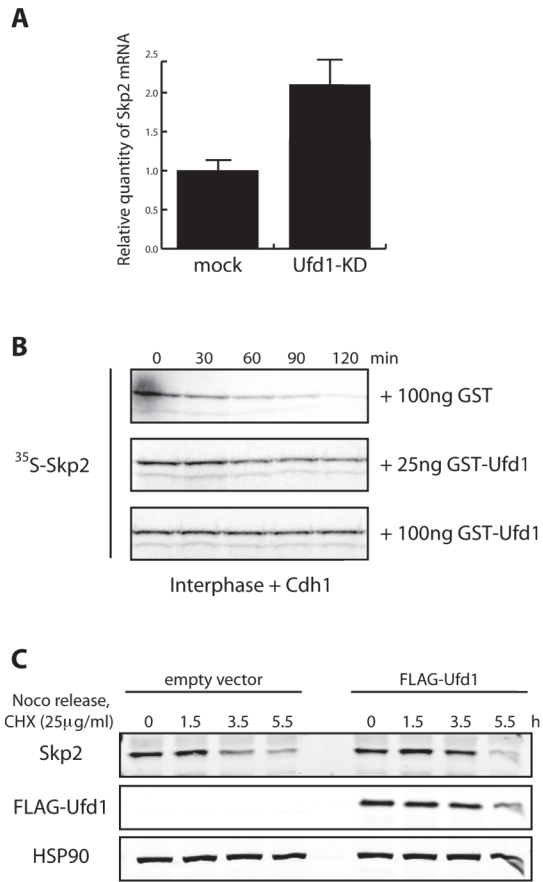 A
Relative quantity of Skp2 mRNA
2.5
2.0
1.5
1.0
0.5
0.0
mock Ufd1-KD
B
0 30 60 90 120 min
35S-Skp2
+ 100ng GST
+ 25ng GST-Ufd1
+ 100ng GST-Ufd1
Interphase + Cdh1
C
empty vector FLAG-Ufd1
Noco release,
CHX (25µg/ml) 0 1.5 3.5 5.5 0 1.5 3.5 5.5 h
Skp2
FLAG-Ufd1
HSP90